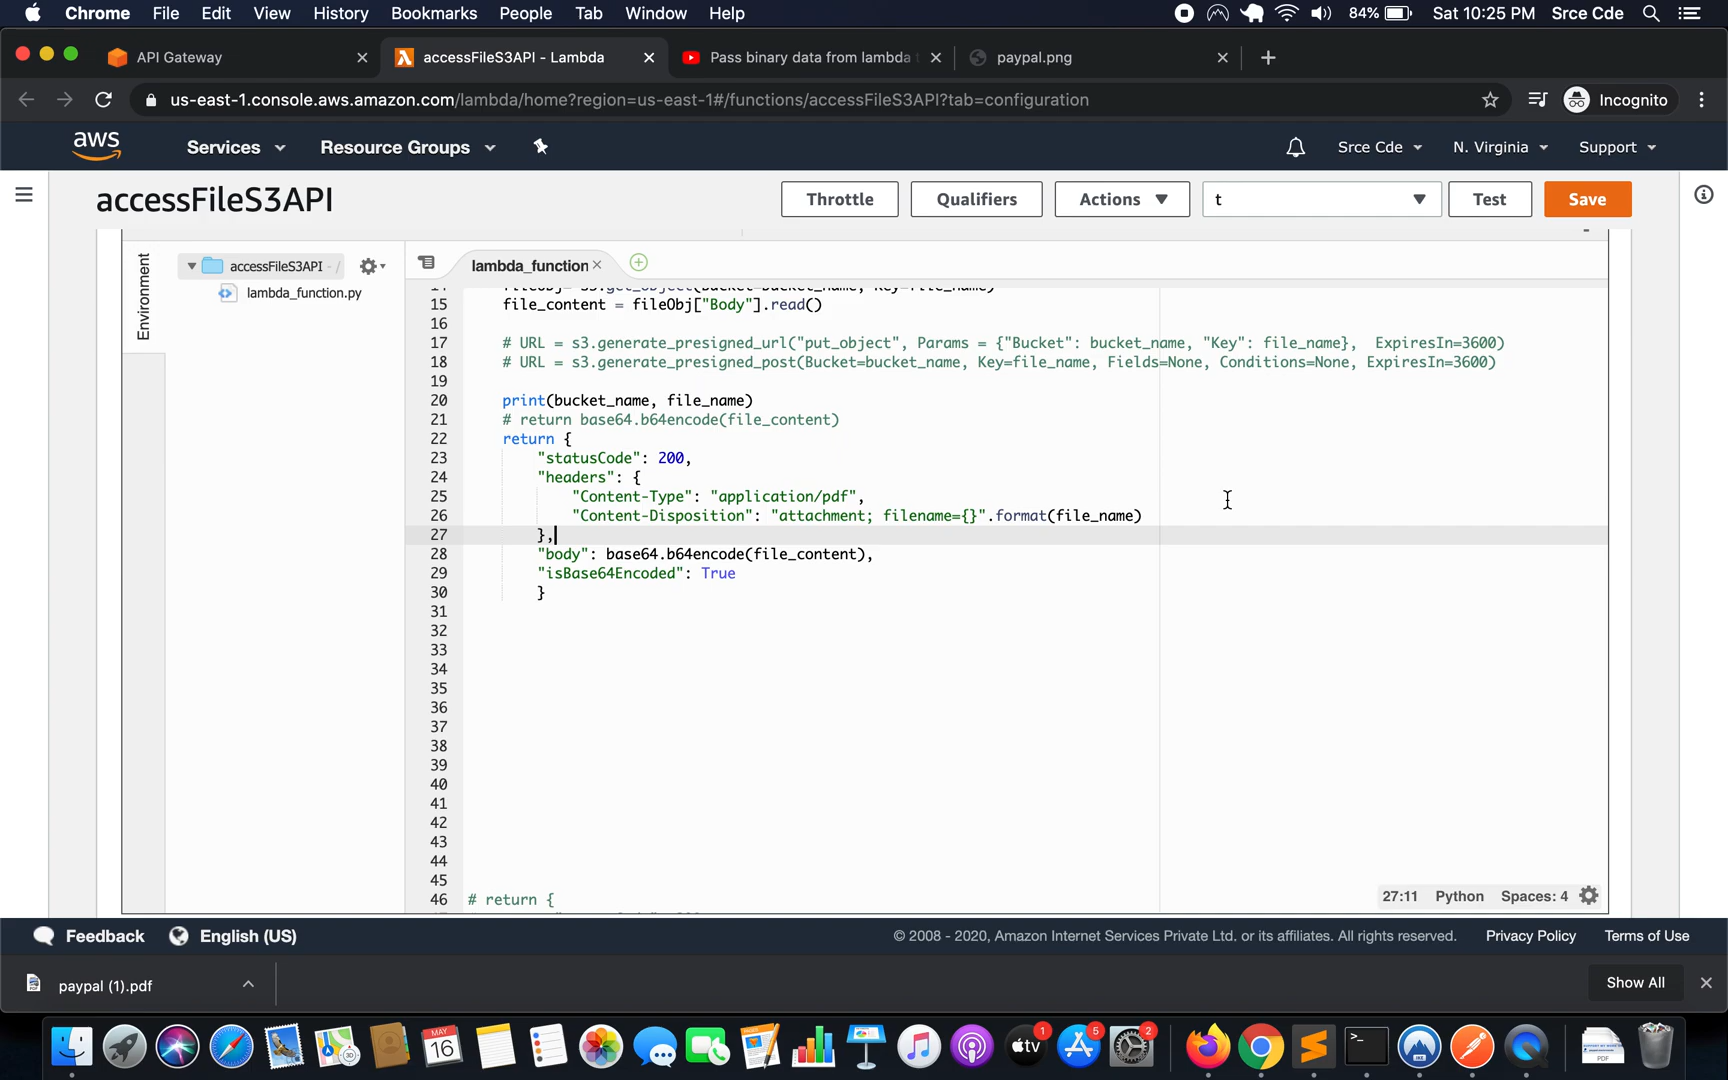 Chrome File Edit View History Bookmarks People Tab Window Help 84% Sat 10:25 PM Srce Cde
API Gateway accessFileS3API - Lambda Pass binary data from lambda paypal.png
us-east-1.console.aws.amazon.com/lambda/home?region=us-east-1#/functions/accessFileS3API?tab=configuration Incognito
aws Services Resource Groups Srce Cde N. Virginia Support
accessFileS3API Throttle Qualifiers Actions t Test Save
Environment
accessFileS3API - /
lambda_function.py
lambda_function
15 file_content = fileObj["Body"].read()
16
17 # URL = s3.generate_presigned_url("put_object", Params = {"Bucket": bucket_name, "Key": file_name}, ExpiresIn=3600)
18 # URL = s3.generate_presigned_post(Bucket=bucket_name, Key=file_name, Fields=None, Conditions=None, ExpiresIn=3600)
19
20 print(bucket_name, file_name)
21 # return base64.b64encode(file_content)
22 return {
23 "statusCode": 200,
24 "headers": {
25 "Content-Type": "application/pdf",
26 "Content-Disposition": "attachment; filename={}".format(file_name)
27 },
28 "body": base64.b64encode(file_content),
29 "isBase64Encoded": True
30 }
31
32
33
34
35
36
37
38
39
40
41
42
43
44
45
46 # return {
27:11 Python Spaces: 4
Feedback English (US) © 2008 - 2020, Amazon Internet Services Private Ltd. or its affiliates. All rights reserved. Privacy Policy Terms of Use
paypal (1).pdf Show All
MAY
16
tv
1
5
2
PDF